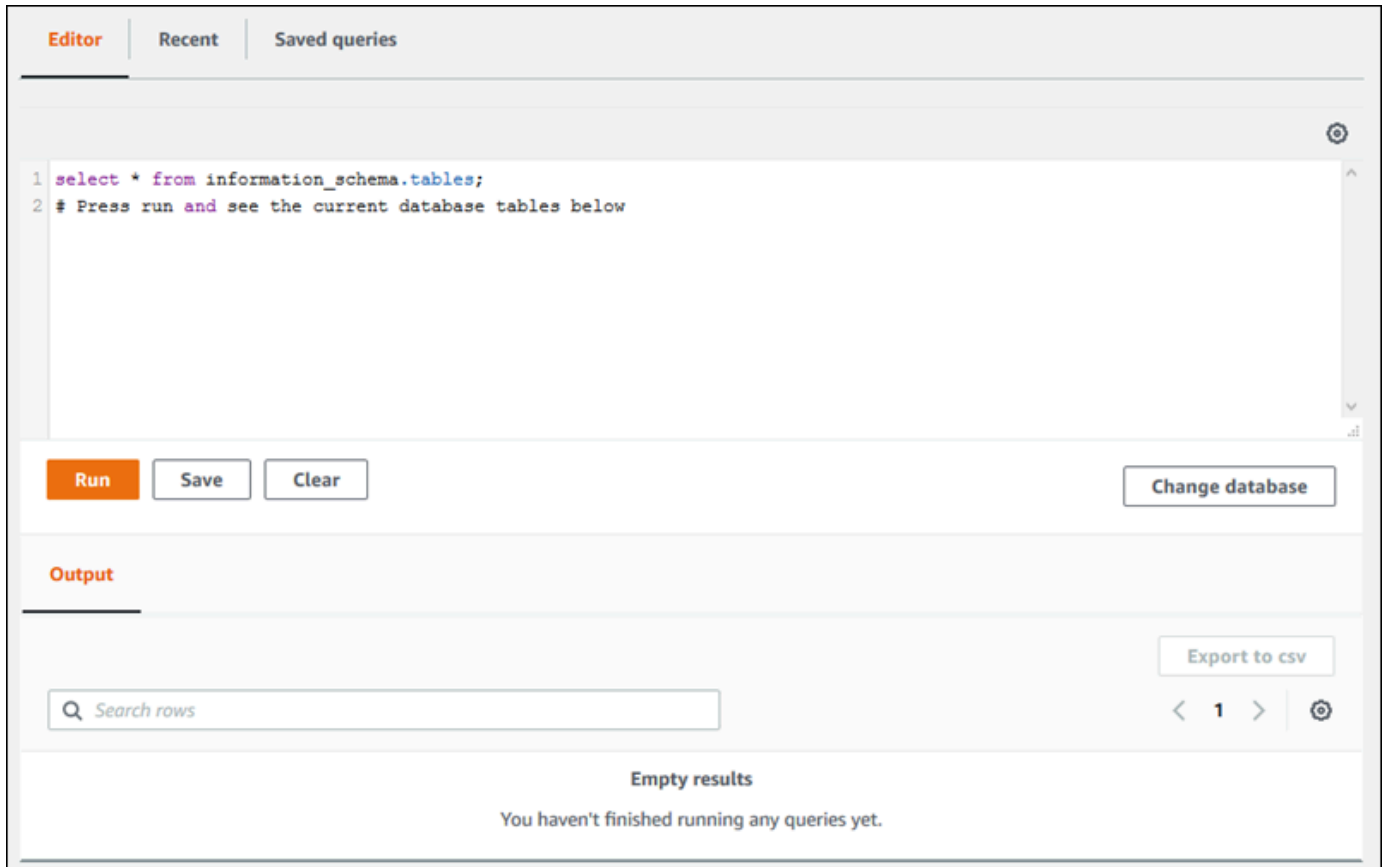 Editor Recent Saved queries
1 select * from information_schema.tables;
2 # Press run and see the current database tables below
Run Save Clear Change database
Output
Export to csv
Search rows < 1 >
Empty results
You haven't finished running any queries yet.